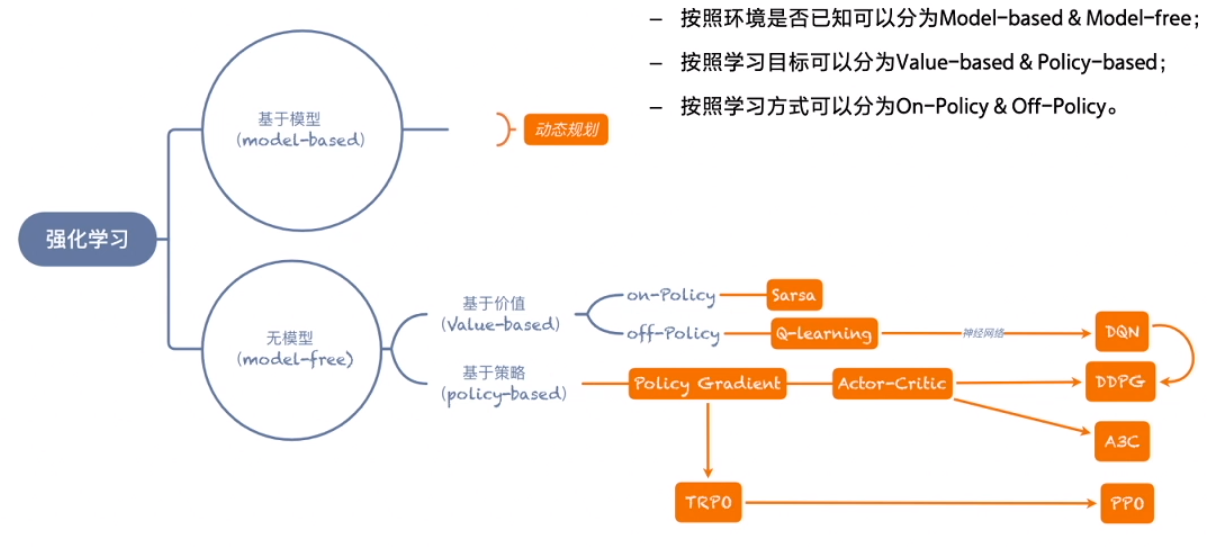 – 按照环境是否已知可以分为Model-based & Model-free；
– 按照学习目标可以分为Value-based & Policy-based；
– 按照学习方式可以分为On-Policy & Off-Policy。
基于模型
(model-based)
动态规划
强化学习
无模型
(model-free)
基于价值
(Value-based)
on-Policy
Sarsa
off-Policy
Q-learning
神经网络
DQN
基于策略
(policy-based)
Policy Gradient
Actor-Critic
DDPG
A3C
TRPO
PPO